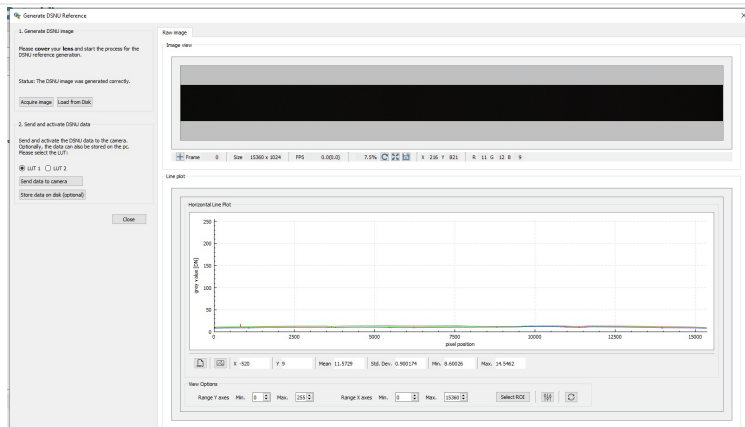 Generate DSNU Reference
1. Generate DSNU image
Please cover your lens and start the process for the
DSNU reference generation.
Status: The DSNU image was generated correctly.
Acquire image Load from Disk
2. Send and activate DSNU data
Send and activate the DSNU data to the camera.
Optionally, the data can also be stored on the pc.
Please select the LUT:
LUT 1 LUT 2
Send data to camera
Store data on disk (optional)
Close
Raw image
Image view
Frame 0 Size 15360 x 1024 FPS 0.0(0.0) 7.5% X 216 Y 821 R 11 G 12 B 9
Line plot
Horizontal Line Plot
grey value [DN]
250
200
150
100
50
0
0 2500 5000 7500 10000 12500 15000
pixel position
X -520 Y 9 Mean 11.5729 Std. Dev. 0.900174 Min. 8.60026 Max. 14.5462
View Options
Range Y axes Min. 0 Max. 255 Range X axes Min. 0 Max. 15360 Select ROI